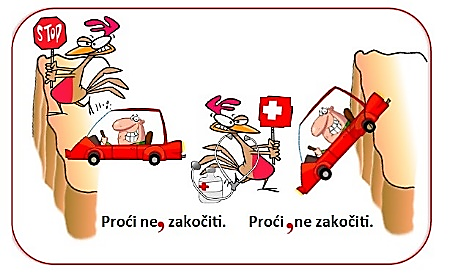 STOP
Proći ne, zakočiti.
Proći ,ne zakočiti.